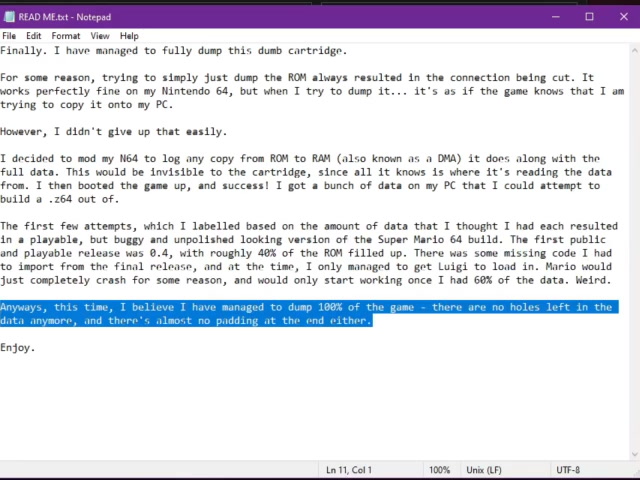 READ ME.txt - Notepad
File Edit Format View Help
Finally. I have managed to fully dump this dumb cartridge.
For some reason, trying to simply just dump the ROM always resulted in the connection being cut. It
works perfectly fine on my Nintendo 64, but when I try to dump it... it's as if the game knows that I am
trying to copy it onto my PC.
However, I didn't give up that easily.
I decided to mod my N64 to log any copy from ROM to RAM (also known as a DMA) it does along with the
full data. This would be invisible to the cartridge, since all it knows is where it's reading the data
from. I then booted the game up, and success! I got a bunch of data on my PC that I could attempt to
build a .z64 out of.
The first few attempts, which I labelled based on the amount of data that I thought I had each resulted
in a playable, but buggy and unpolished looking version of the Super Mario 64 build. The first public
and playable release was 0.4, with roughly 40% of the ROM filled up. There was some missing code I had
to import from the final release, and at the time, I only managed to get Luigi to load in. Mario would
just completely crash for some reason, and would only start working once I had 60% of the data. Weird.
Anyways, this time, I believe I have managed to dump 100% of the game - there are no holes left in the
data anymore, and there's almost no padding at the end either.
Enjoy.
Ln 11, Col 1 100% Unix (LF) UTF-8